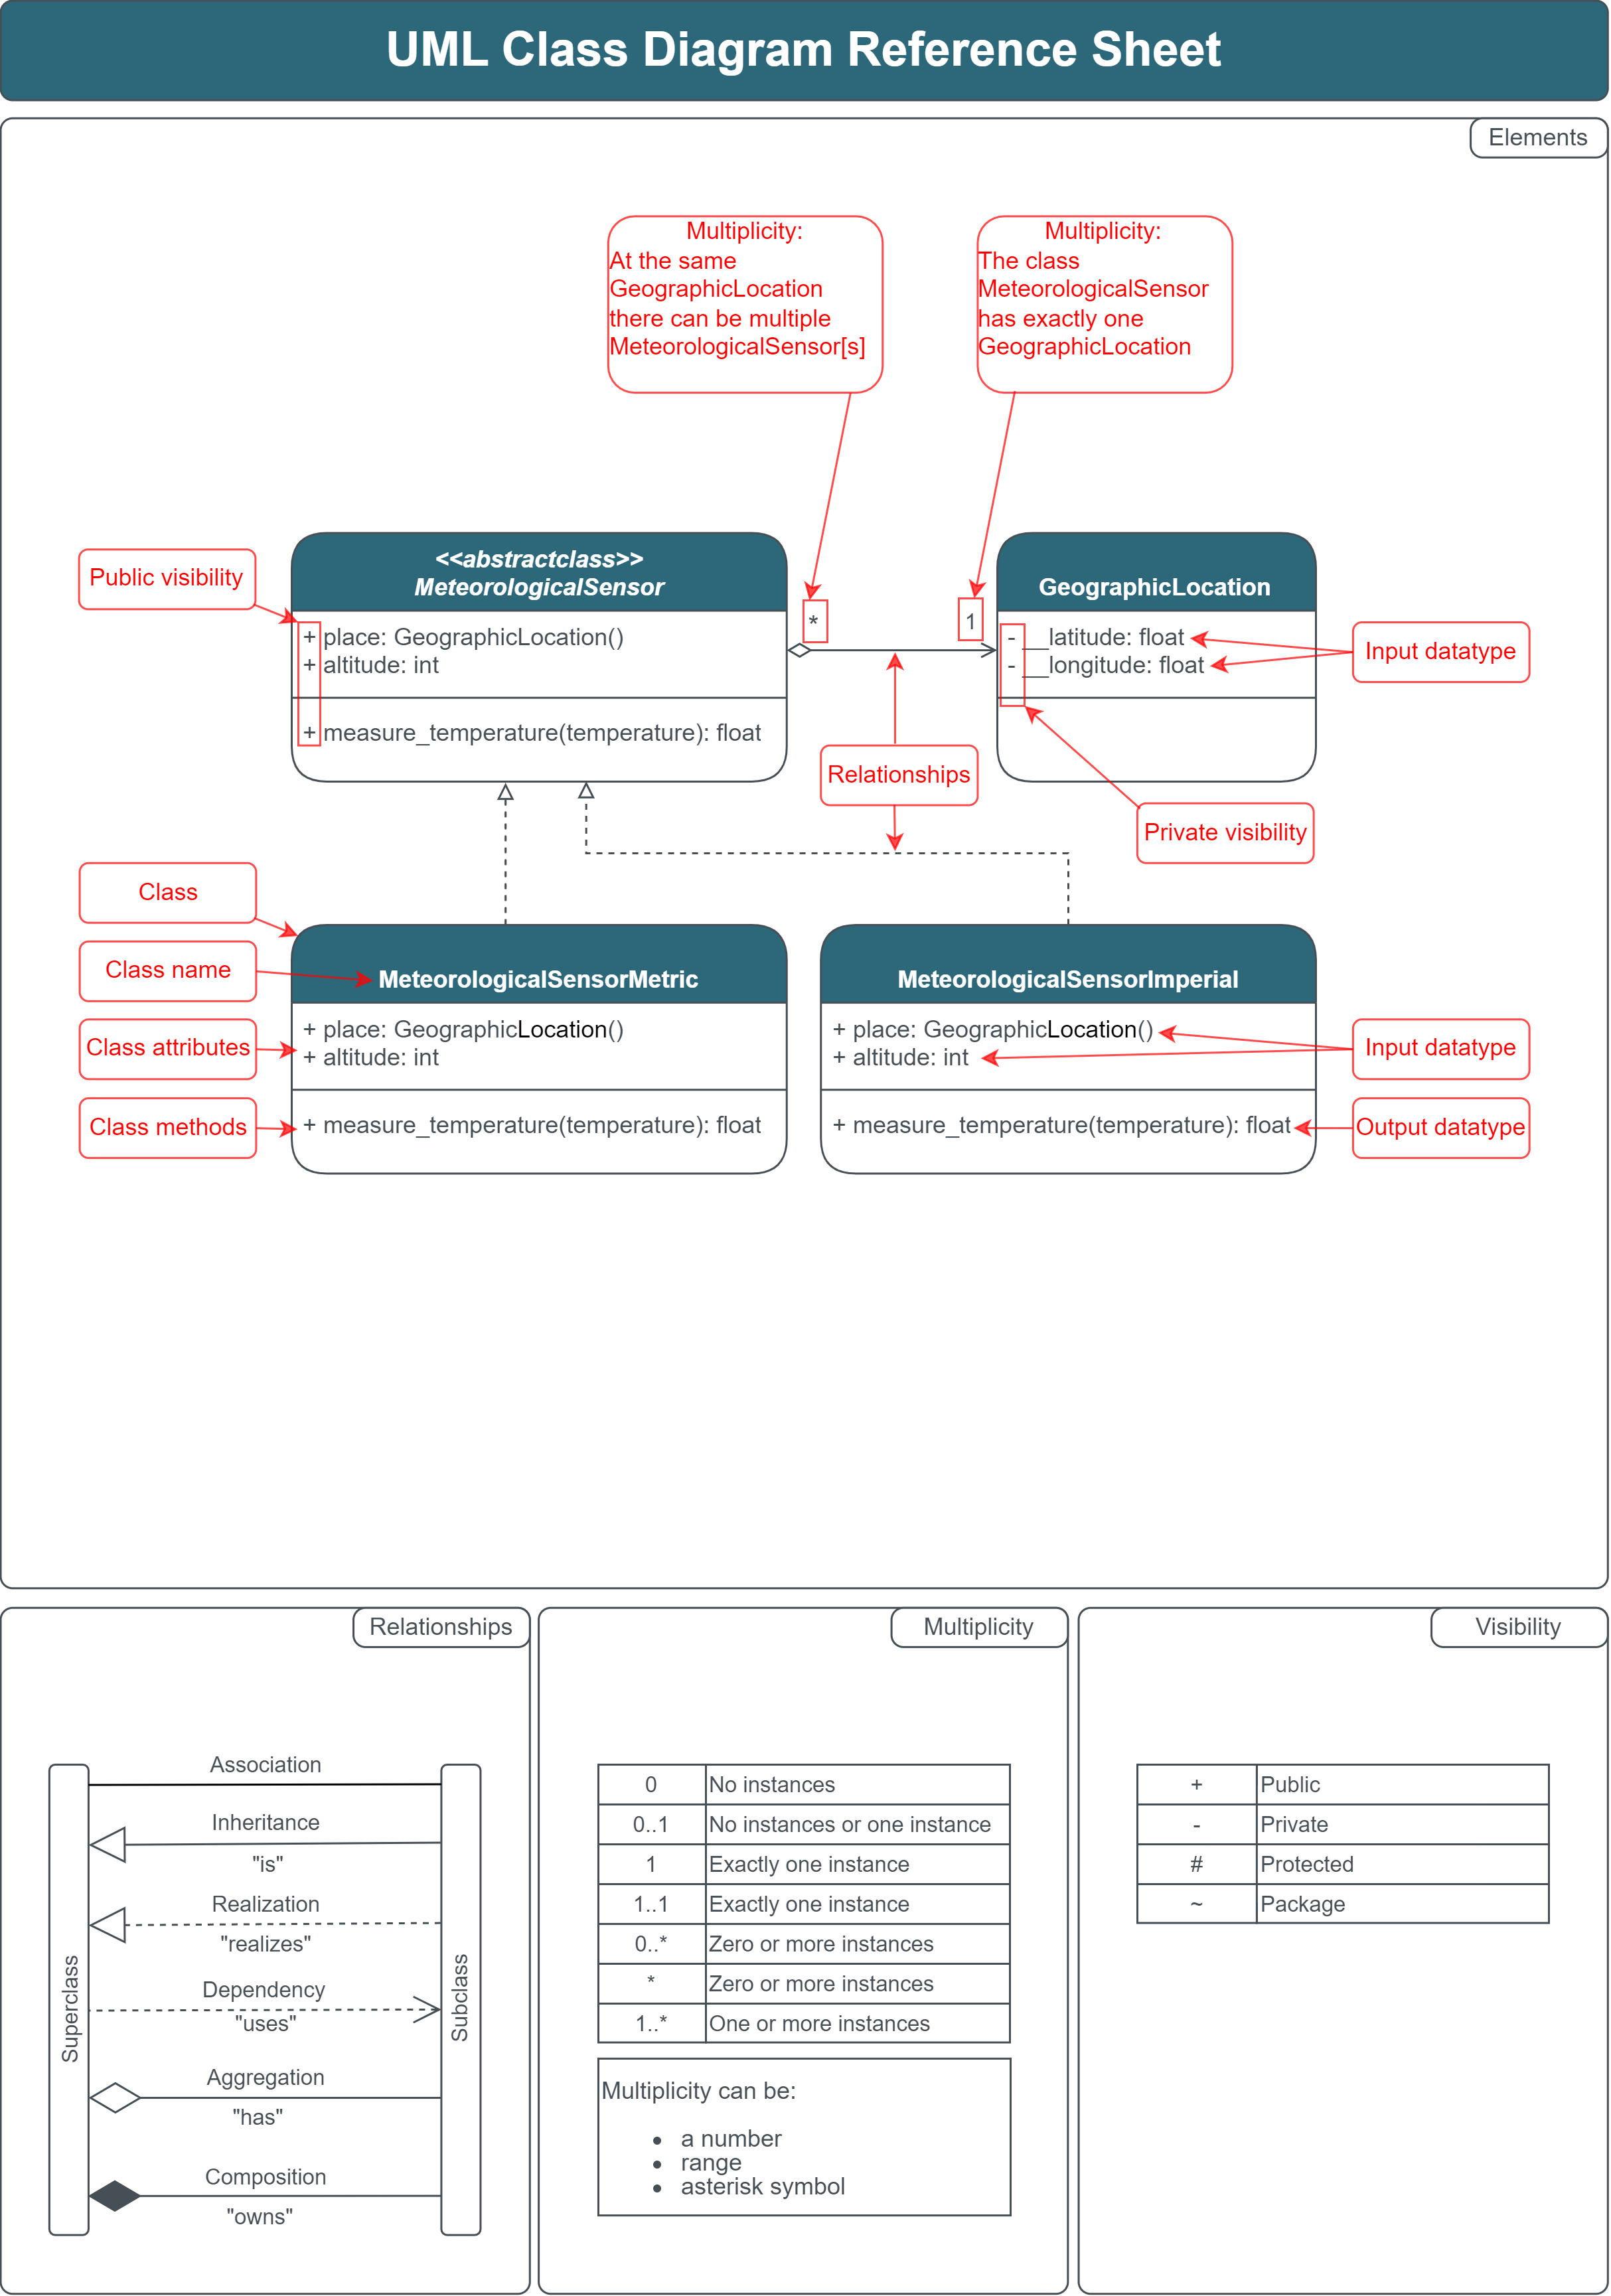 UML Class Diagram Reference Sheet
Elements
Multiplicity:
At the same
GeographicLocation
there can be multiple
MeteorologicalSensor[s]
Multiplicity:
The class
MeteorologicalSensor
has exactly one
GeographicLocation
Public visibility
<<abstractclass>>
MeteorologicalSensor
+ place: GeographicLocation()
+ altitude: int
+ measure_temperature(temperature): float
*
1
GeographicLocation
- __latitude: float
- __longitude: float
Input datatype
Relationships
Private visibility
Class
Class name
Class attributes
Class methods
MeteorologicalSensorMetric
+ place: GeographicLocation()
+ altitude: int
+ measure_temperature(temperature): float
MeteorologicalSensorImperial
+ place: GeographicLocation()
+ altitude: int
+ measure_temperature(temperature): float
Input datatype
Output datatype
Relationships
Superclass
Association
Inheritance
"is"
Realization
"realizes"
Dependency
"uses"
Aggregation
"has"
Composition
"owns"
Subclass
Multiplicity
0 No instances
0..1 No instances or one instance
1 Exactly one instance
1..1 Exactly one instance
0..* Zero or more instances
* Zero or more instances
1..* One or more instances
Multiplicity can be:
• a number
• range
• asterisk symbol
Visibility
+ Public
- Private
# Protected
~ Package